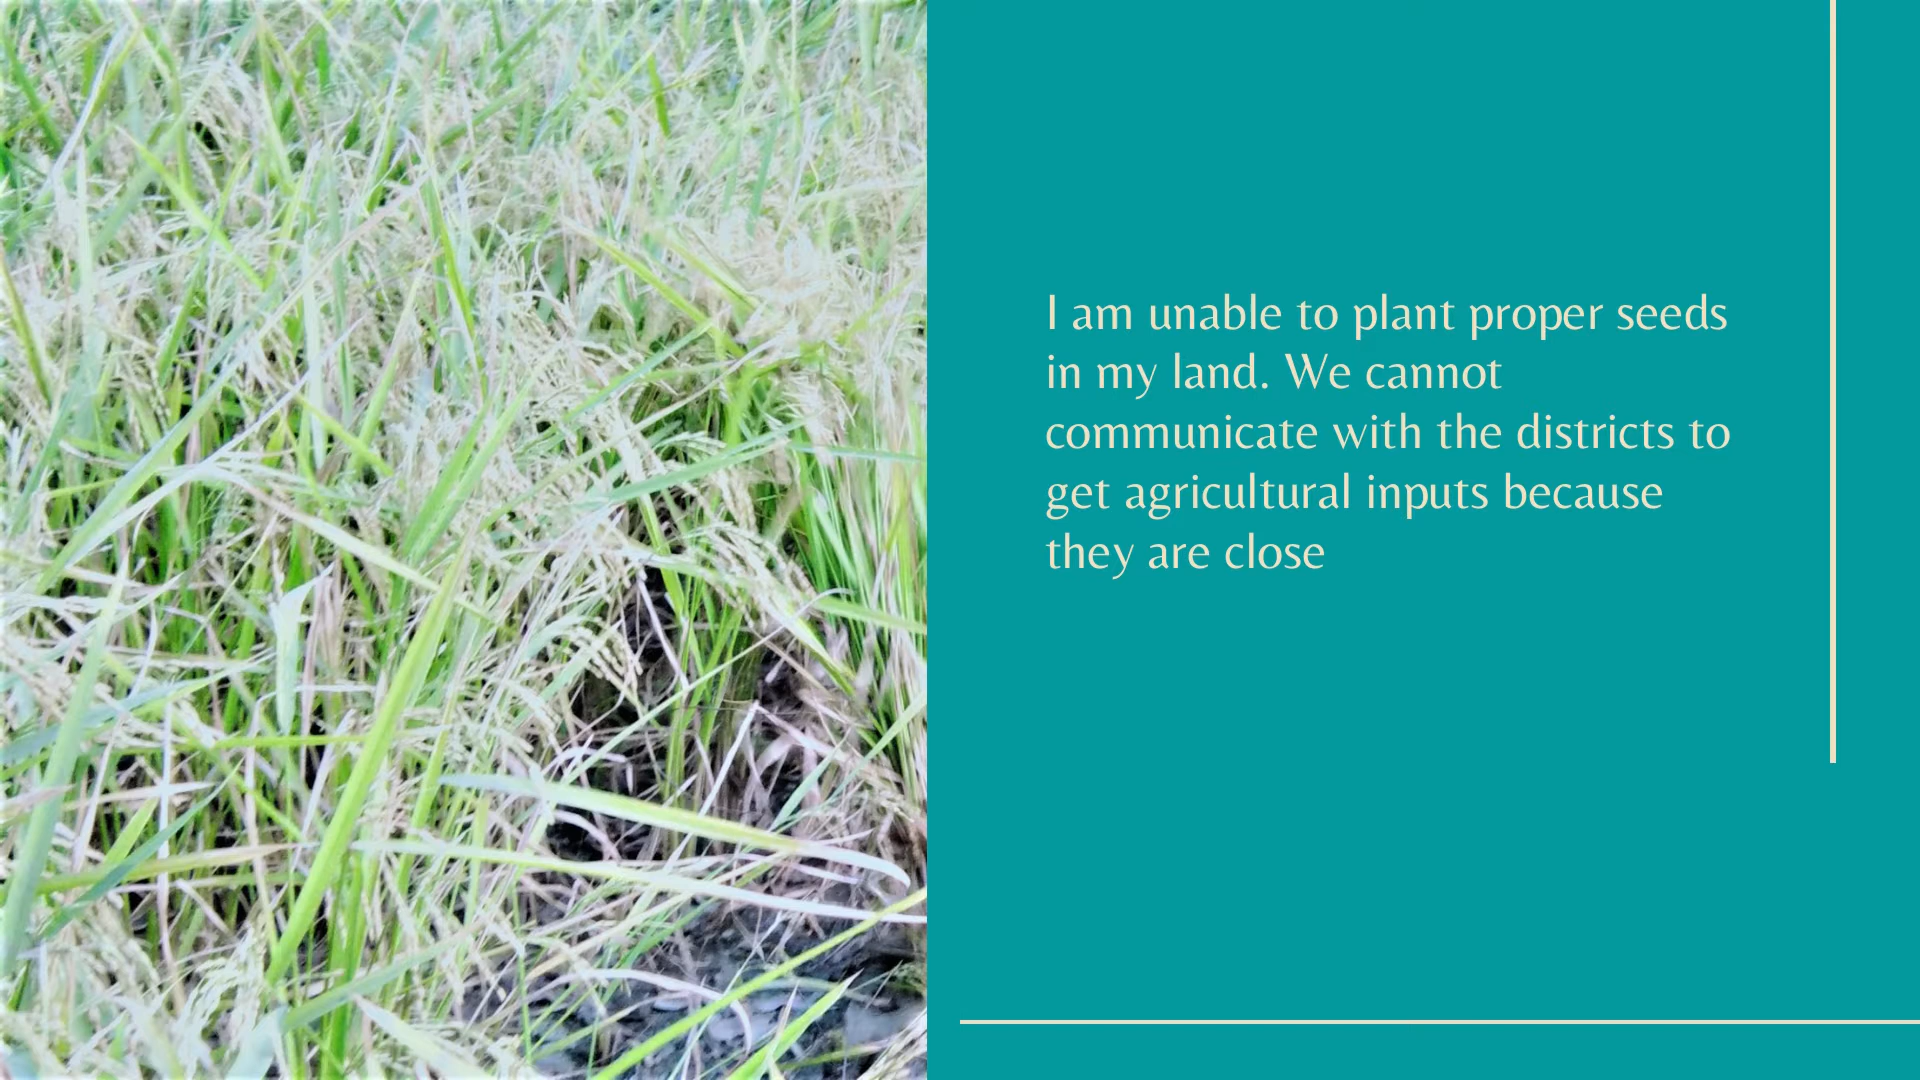 I am unable to plant proper seeds
in my land. We cannot
communicate with the districts to
get agricultural inputs because
they are close